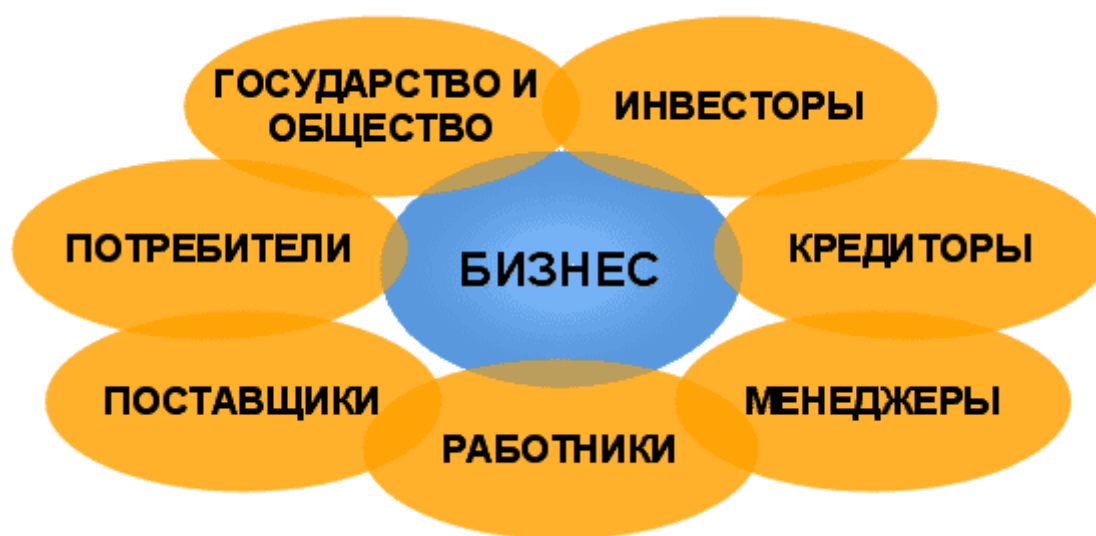 ГОСУДАРСТВО И
ОБЩЕСТВО
ИНВЕСТОРЫ
ПОТРЕБИТЕЛИ
БИЗНЕС
КРЕДИТОРЫ
ПОСТАВЩИКИ
РАБОТНИКИ
МЕНЕДЖЕРЫ